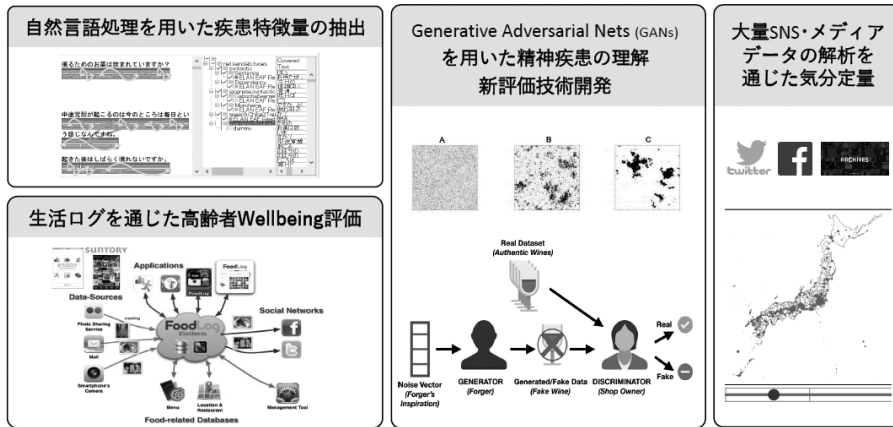 自然言語処理を用いた疾患特徴量の抽出
眠るためのお薬は飲まれていますか？
中途覚醒が起こるのは今のところは毎日とい
う感じなんですね。
起きた後はしばらく眠れないですか。
生活ログを通じた高齢者Wellbeing評価
SUNTORY
Applications
FoodLog
Data-Sources
Social Networks
Photo Sharing
Service
FoodLog
Platform
Mail
Smartphone's
Camera
Menu
Location &
Restaurant
Management Tool
Food-related Databases
Generative Adversarial Nets (GANs)
を用いた精神疾患の理解
新評価技術開発
A
B
C
Real Dataset
(Authentic Wines)
Real
Fake
Noise Vector
(Forger's
Inspiration)
GENERATOR
(Forger)
Generated/Fake Data
(Fake Wine)
DISCRIMINATOR
(Shop Owner)
大量SNS・メディア
データの解析を
通じた気分定量
twitter
ARCHIVES